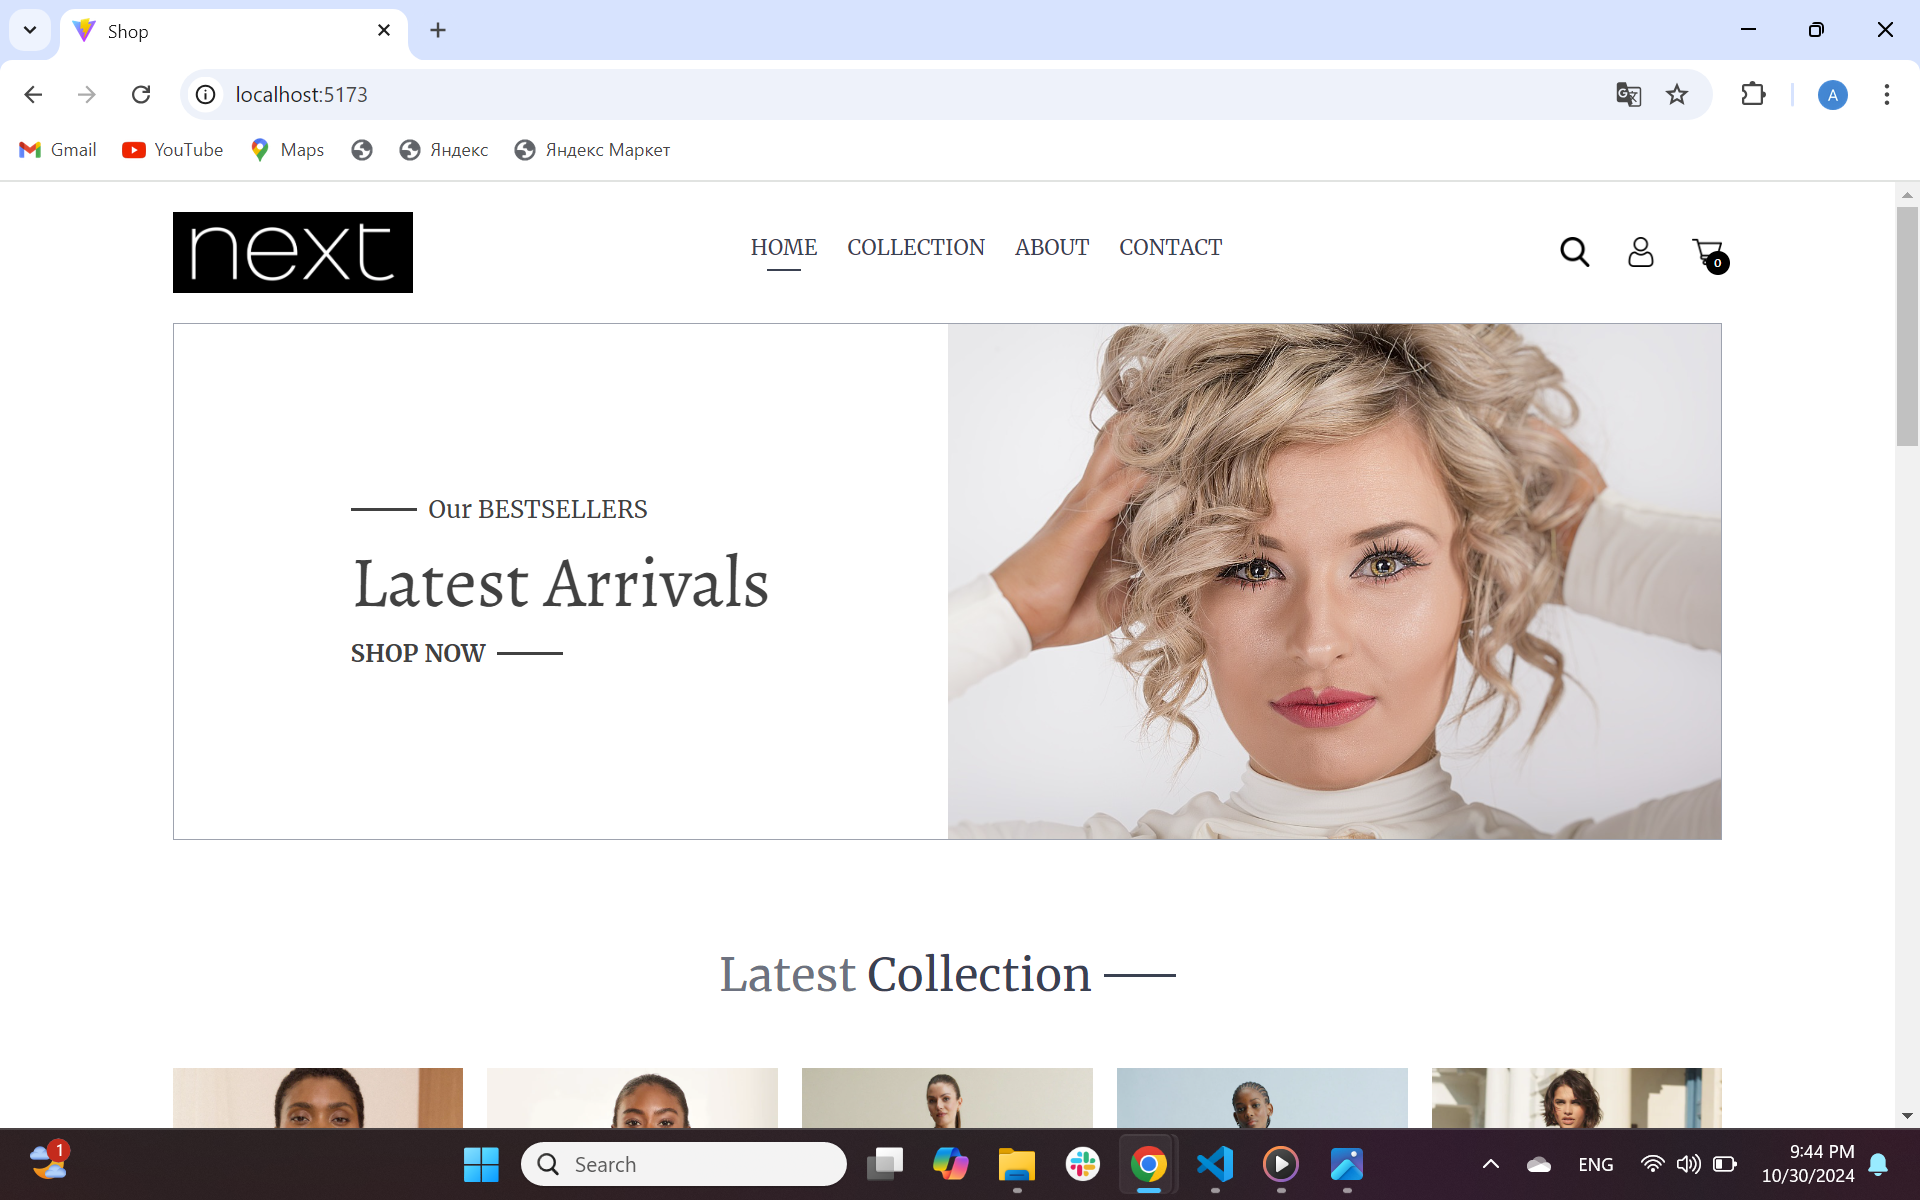 Shop
localhost:5173
A
Gmail
YouTube
Maps
Яндекс
Яндекс Маркет
next
HOME
COLLECTION
ABOUT
CONTACT
0
Our BESTSELLERS
Latest Arrivals
SHOP NOW
Latest Collection
1
Search
ENG
9:44 PM
10/30/2024